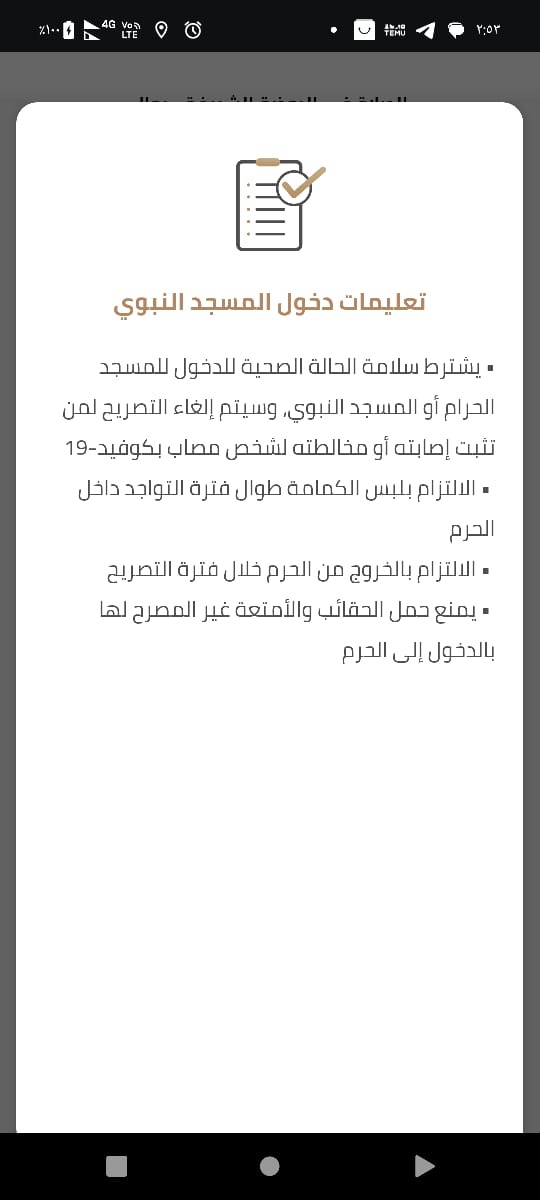 ٪١٠٠ 4G Vo LTE TEMU ٢:٥٣
تعليمات دخول المسجد النبوي
▪ يشترط سلامة الحالة الصحية للدخول للمسجد
الحرام أو المسجد النبوي, وسيتم إلغاء التصريح لمن
تثبت إصابته أو مخالطته لشخص مصاب بكوفيد-19
▪ الالتزام بلبس الكمامة طوال فترة التواجد داخل
الحرم
▪ الالتزام بالخروج من الحرم خلال فترة التصريح
▪ يمنع حمل الحقائب والأمتعة غير المصرح لها
بالدخول إلى الحرم